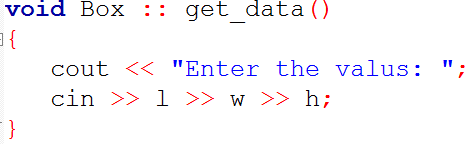 void Box :: get_data()
{
cout << "Enter the valus: ";
cin >> l >> w >> h;
}